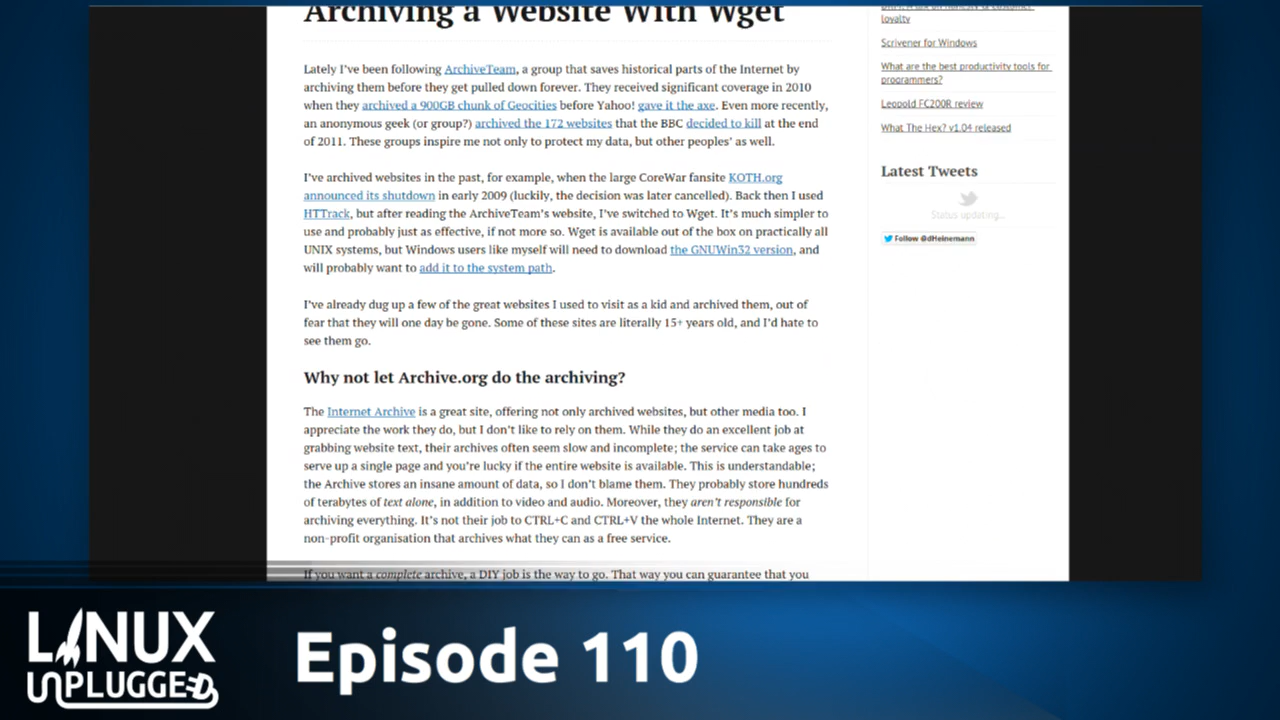 Archiving a Website With Wget
Lately I've been following ArchiveTeam, a group that saves historical parts of the Internet by
archiving them before they get pulled down forever. They received significant coverage in 2010
when they archived a 900GB chunk of Geocities before Yahoo! gave it the axe. Even more recently,
an anonymous geek (or group?) archived the 172 websites that the BBC decided to kill at the end
of 2011. These groups inspire me not only to protect my data, but other peoples' as well.
I've archived websites in the past, for example, when the large CoreWar fansite KOTH.org
announced its shutdown in early 2009 (luckily, the decision was later cancelled). Back then I used
HTTrack, but after reading the ArchiveTeam's website, I've switched to Wget. It's much simpler to
use and probably just as effective, if not more so. Wget is available out of the box on practically all
UNIX systems, but Windows users like myself will need to download the GNUWin32 version, and
will probably want to add it to the system path.
I've already dug up a few of the great websites I used to visit as a kid and archived them, out of
fear that they will one day be gone. Some of these sites are literally 15+ years old, and I'd hate to
see them go.
Why not let Archive.org do the archiving?
The Internet Archive is a great site, offering not only archived websites, but other media too. I
appreciate the work they do, but I don't like to rely on them. While they do an excellent job at
grabbing website text, their archives often seem slow and incomplete; the service can take ages to
serve up a single page and you're lucky if the entire website is available. This is understandable;
the Archive stores an insane amount of data, so I don't blame them. They probably store hundreds
of terabytes of text alone, in addition to video and audio. Moreover, they aren't responsible for
archiving everything. It's not their job to CTRL+C and CTRL+V the whole Internet. They are a
non-profit organisation that archives what they can as a free service.
If you want a complete archive, a DIY job is the way to go. That way you can guarantee that you
loyalty
Scrivener for Windows
What are the best productivity tools for
programmers?
Leopold FC200R review
What The Hex? v1.04 released
Latest Tweets
Status updating...
Follow @dHeinemann
LINUX
UNPLUGGED
Episode 110